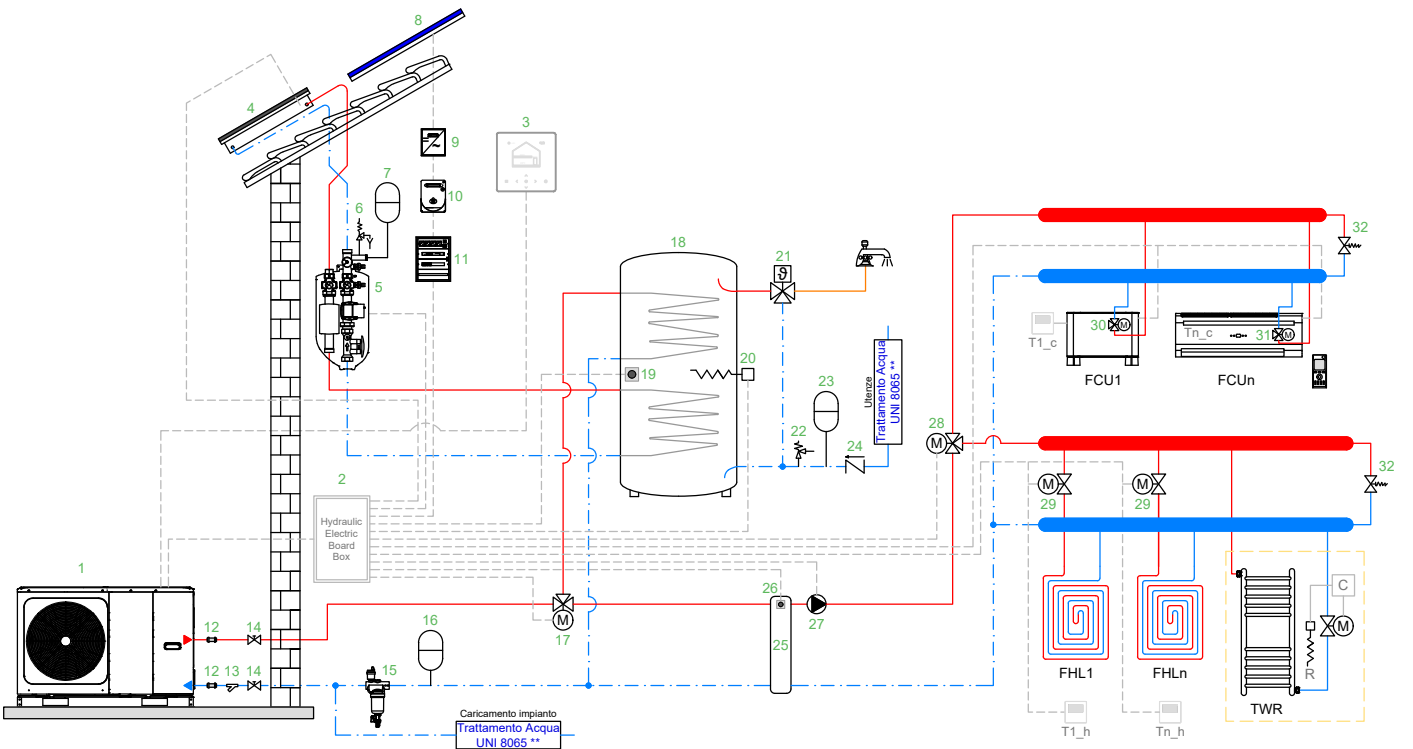 8
4
3
9
7
10
6
11
5
18
21
ϑ
32
30
M
T1_c
Tn_c
31
M
FCU1
FCUn
19
20
23
Utenze
Trattamento Acqua
UNI 8065 **
22
24
28
M
32
M
29
M
29
2
Hydraulic
Electric
Board
Box
1
12
14
12
13
14
16
15
17
M
26
25
27
C
M
R
FHL1
FHLn
TWR
T1_h
Tn_h
Caricamento impianto
Trattamento Acqua
UNI 8065 **